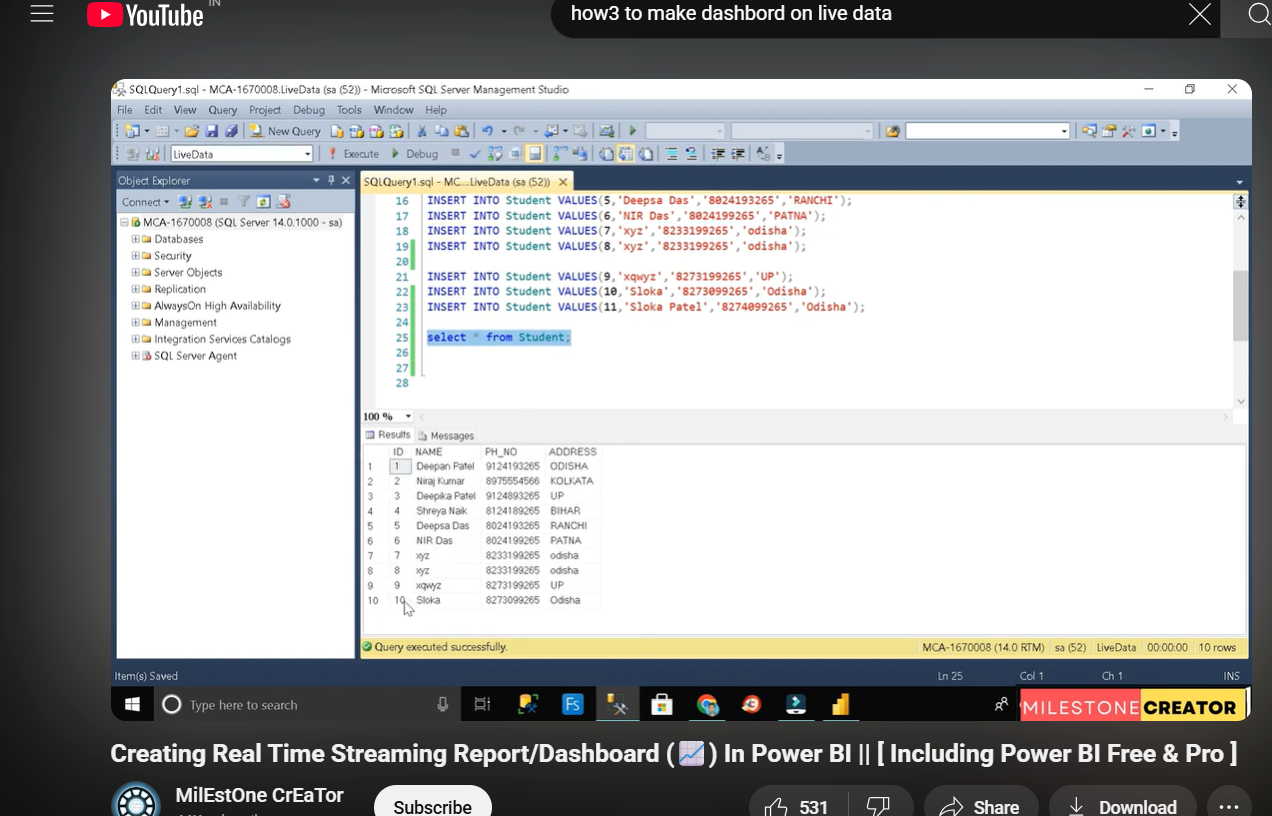 IN
YouTube
how3 to make dashbord on live data
SQLQuery1.sql - MCA-1670008.LiveData (sa (52)) - Microsoft SQL Server Management Studio
File Edit View Query Project Debug Tools Window Help
New Query
LiveData Execute Debug
Object Explorer
SQLQuery1.sql - MC...LiveData (sa (52))
Connect
MCA-1670008 (SQL Server 14.0.1000 - sa)
Databases
Security
Server Objects
Replication
AlwaysOn High Availability
Management
Integration Services Catalogs
SQL Server Agent
16 INSERT INTO Student VALUES(5,'Deepsa Das','8024193265','RANCHI');
17 INSERT INTO Student VALUES(6,'NIR Das','8024199265','PATNA');
18 INSERT INTO Student VALUES(7,'xyz','8233199265','odisha');
19 INSERT INTO Student VALUES(8,'xyz','8233199265','odisha');
20
21 INSERT INTO Student VALUES(9,'xqwyz','8273199265','UP');
22 INSERT INTO Student VALUES(10,'Sloka','8273099265','Odisha');
23 INSERT INTO Student VALUES(11,'Sloka Patel','8274099265','Odisha');
24
25 select * from Student;
26
27
28
100 %
Results Messages
ID NAME PH_NO ADDRESS
1 1 Deepan Patel 9124193265 ODISHA
2 2 Niraj Kumar 8975554566 KOLKATA
3 3 Deepika Patel 9124893265 UP
4 4 Shreya Naik 8124189265 BIHAR
5 5 Deepsa Das 8024193265 RANCHI
6 6 NIR Das 8024199265 PATNA
7 7 xyz 8233199265 odisha
8 8 xyz 8233199265 odisha
9 9 xqwyz 8273199265 UP
10 10 Sloka 8273099265 Odisha
Query executed successfully. MCA-1670008 (14.0 RTM) sa (52) LiveData 00:00:00 10 rows
Item(s) Saved Ln 25 Col 1 Ch 1 INS
Type here to search
Fs
MILESTONE CREATOR
Creating Real Time Streaming Report/Dashboard (📈) In Power BI || [ Including Power BI Free & Pro ]
MilEstOne CrEaTor
Subscribe
531
Share
Download